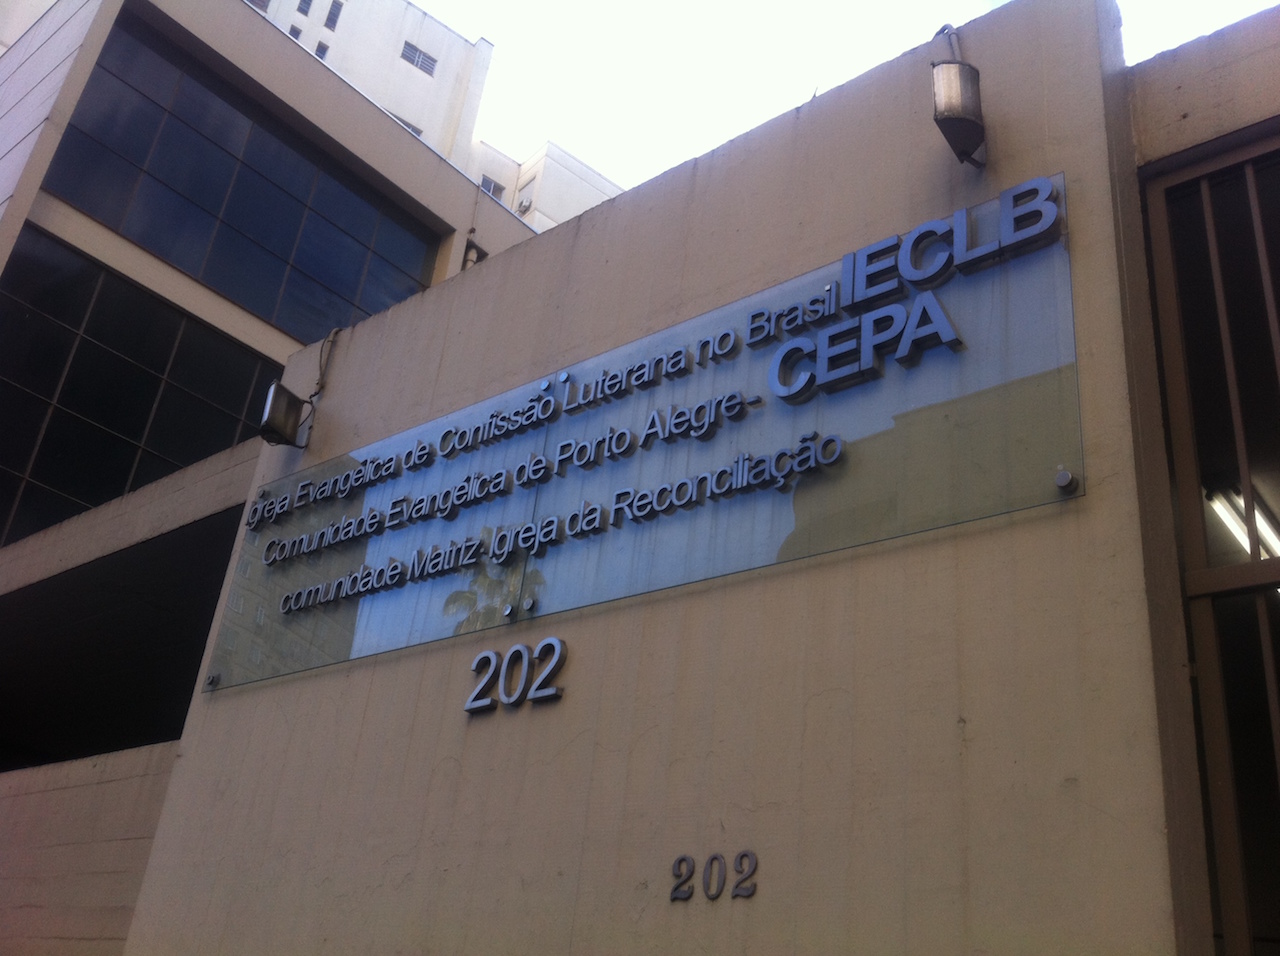 Igreja Evangélica de Confissão Luterana no Brasil IECLB
Comunidade Evangélica de Porto Alegre - CEPA
comunidade Matriz - Igreja da Reconciliação
202
202